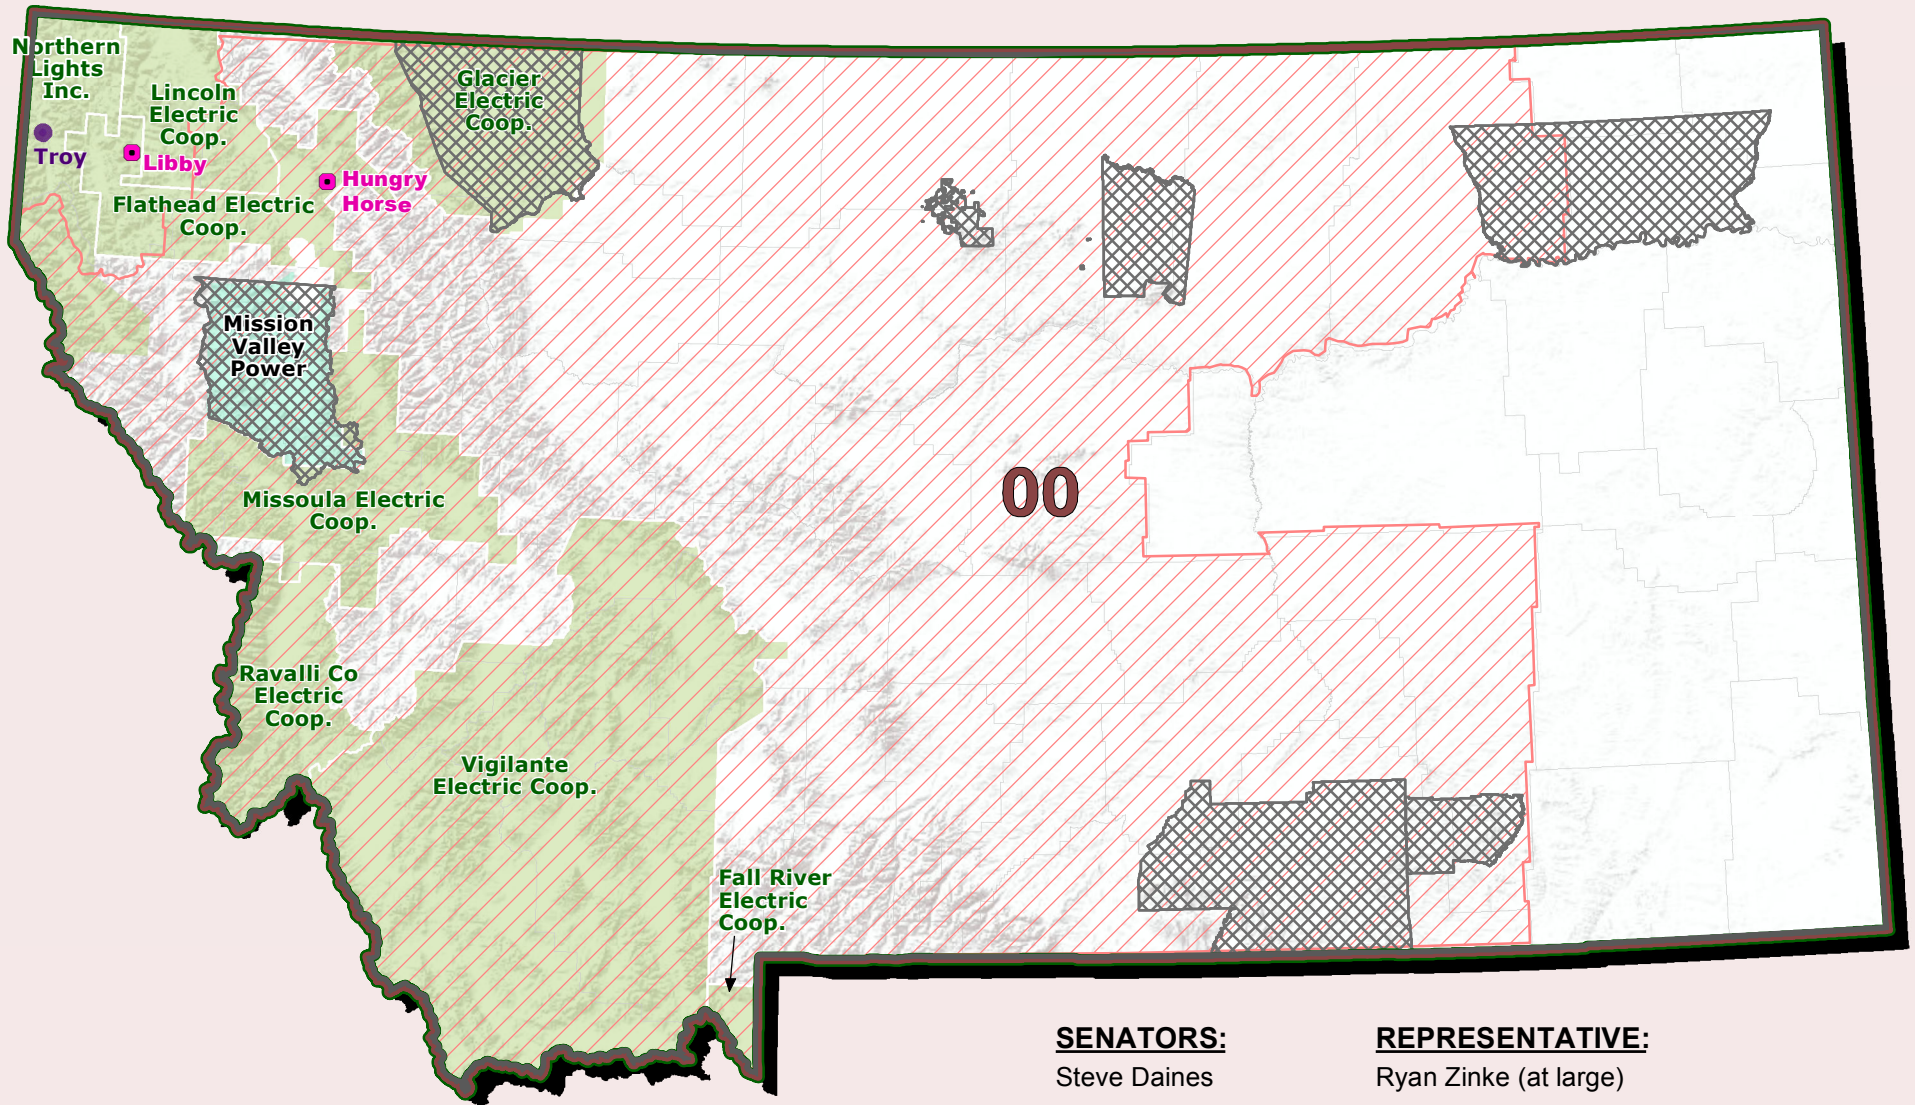 Northern
Lights
Inc.
Lincoln
Electric
Coop.
Glacier
Electric
Coop.
Troy
Libby
Hungry
Horse
Flathead Electric
Coop.
Mission
Valley
Power
00
Missoula Electric
Coop.
Ravalli Co
Electric
Coop.
Vigilante
Electric Coop.
Fall River
Electric
Coop.
SENATORS:
Steve Daines
REPRESENTATIVE:
Ryan Zinke (at large)